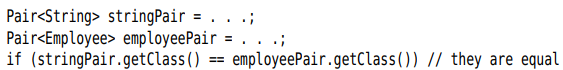 Pair<String> stringPair = . . .;
Pair<Employee> employeePair = . . .;
if (stringPair.getClass() == employeePair.getClass()) // they are equal